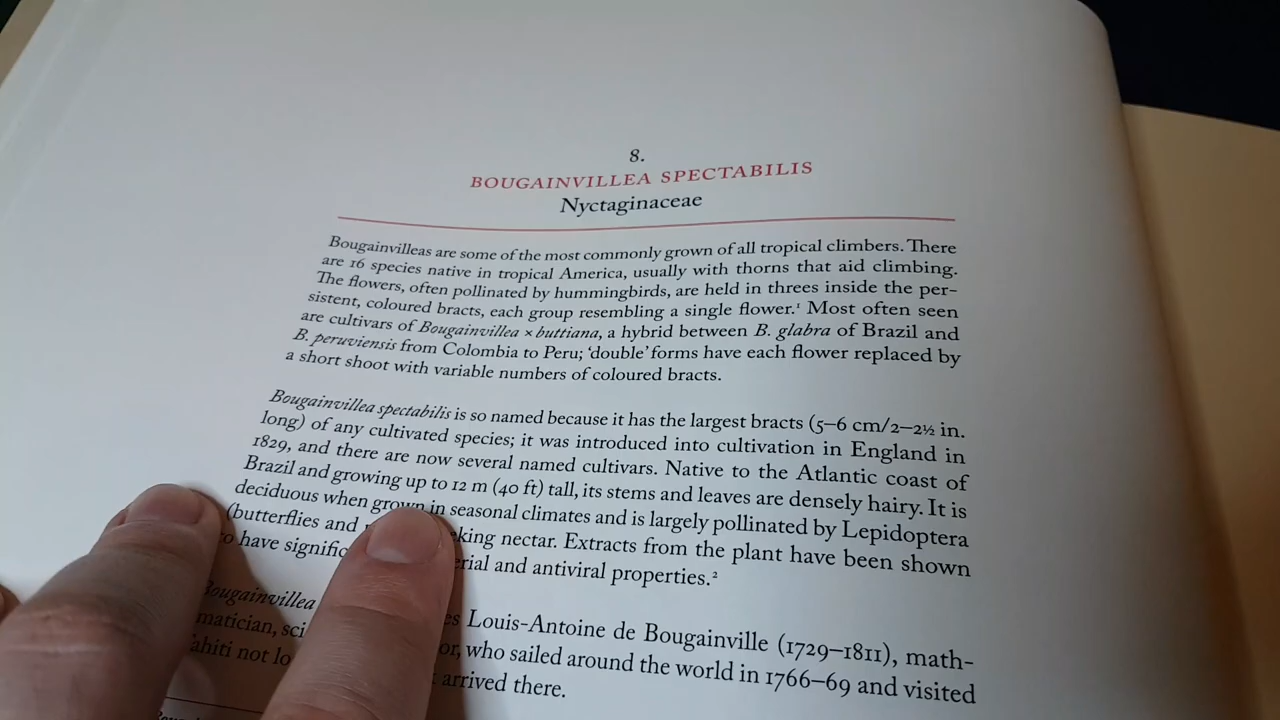 8.
BOUGAINVILLEA SPECTABILIS
Nyctaginaceae
Bougainvilleas are some of the most commonly grown of all tropical climbers. There
are 16 species native in tropical America, usually with thorns that aid climbing.
The flowers, often pollinated by hummingbirds, are held in threes inside the per-
sistent, coloured bracts, each group resembling a single flower.¹ Most often seen
are cultivars of Bougainvillea × buttiana, a hybrid between B. glabra of Brazil and
B. peruviensis from Colombia to Peru; ‘double’ forms have each flower replaced by
a short shoot with variable numbers of coloured bracts.
Bougainvillea spectabilis is so named because it has the largest bracts (5–6 cm/2–2½ in.
long) of any cultivated species; it was introduced into cultivation in England in
1829, and there are now several named cultivars. Native to the Atlantic coast of
Brazil and growing up to 12 m (40 ft) tall, its stems and leaves are densely hairy. It is
deciduous when grown in seasonal climates and is largely pollinated by Lepidoptera
(butterflies and eking nectar. Extracts from the plant have been shown
to have signific erial and antiviral properties.²
Bougainvillea es Louis-Antoine de Bougainville (1729–1811), math-
ematician, sci or, who sailed around the world in 1766–69 and visited
Tahiti not lo arrived there.